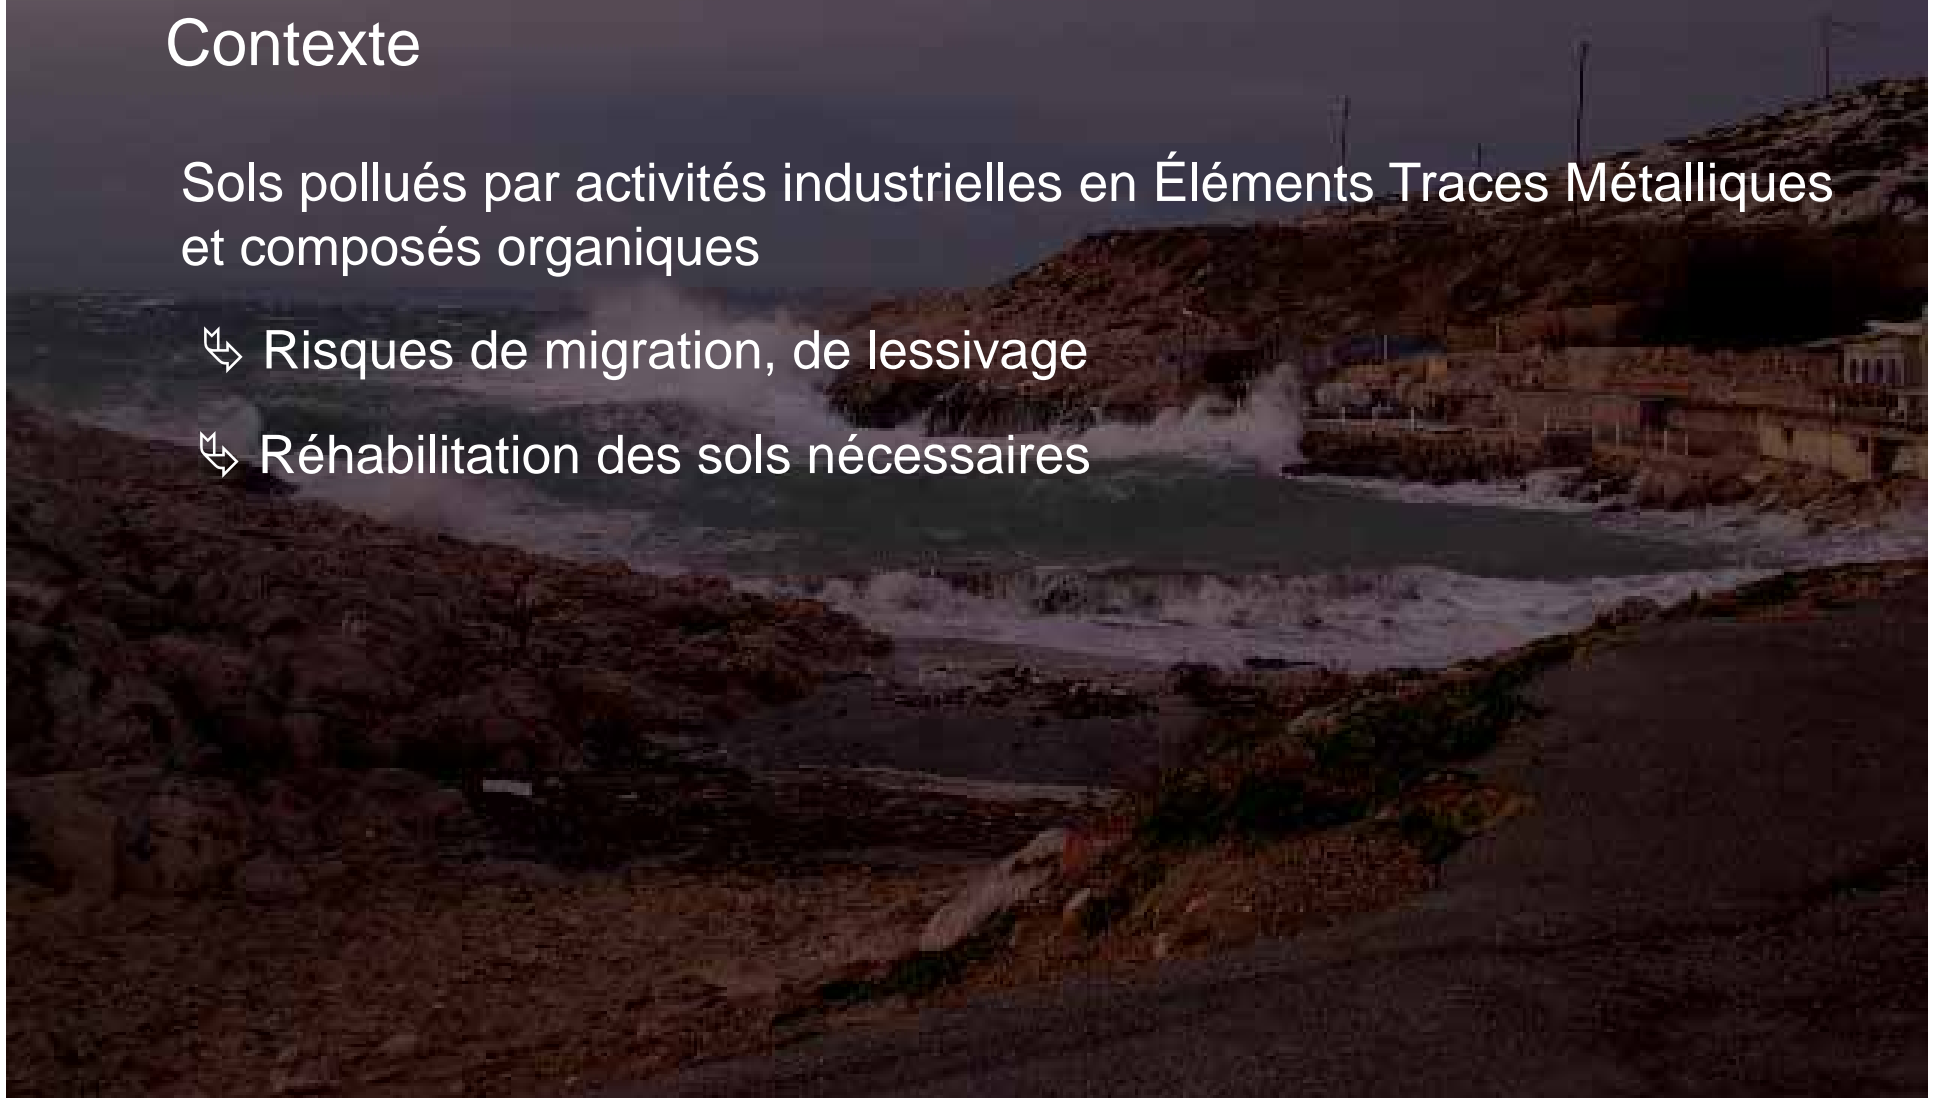 Contexte
Sols pollués par activités industrielles en Éléments Traces Métalliques
et composés organiques
↳ Risques de migration, de lessivage
↳ Réhabilitation des sols nécessaires